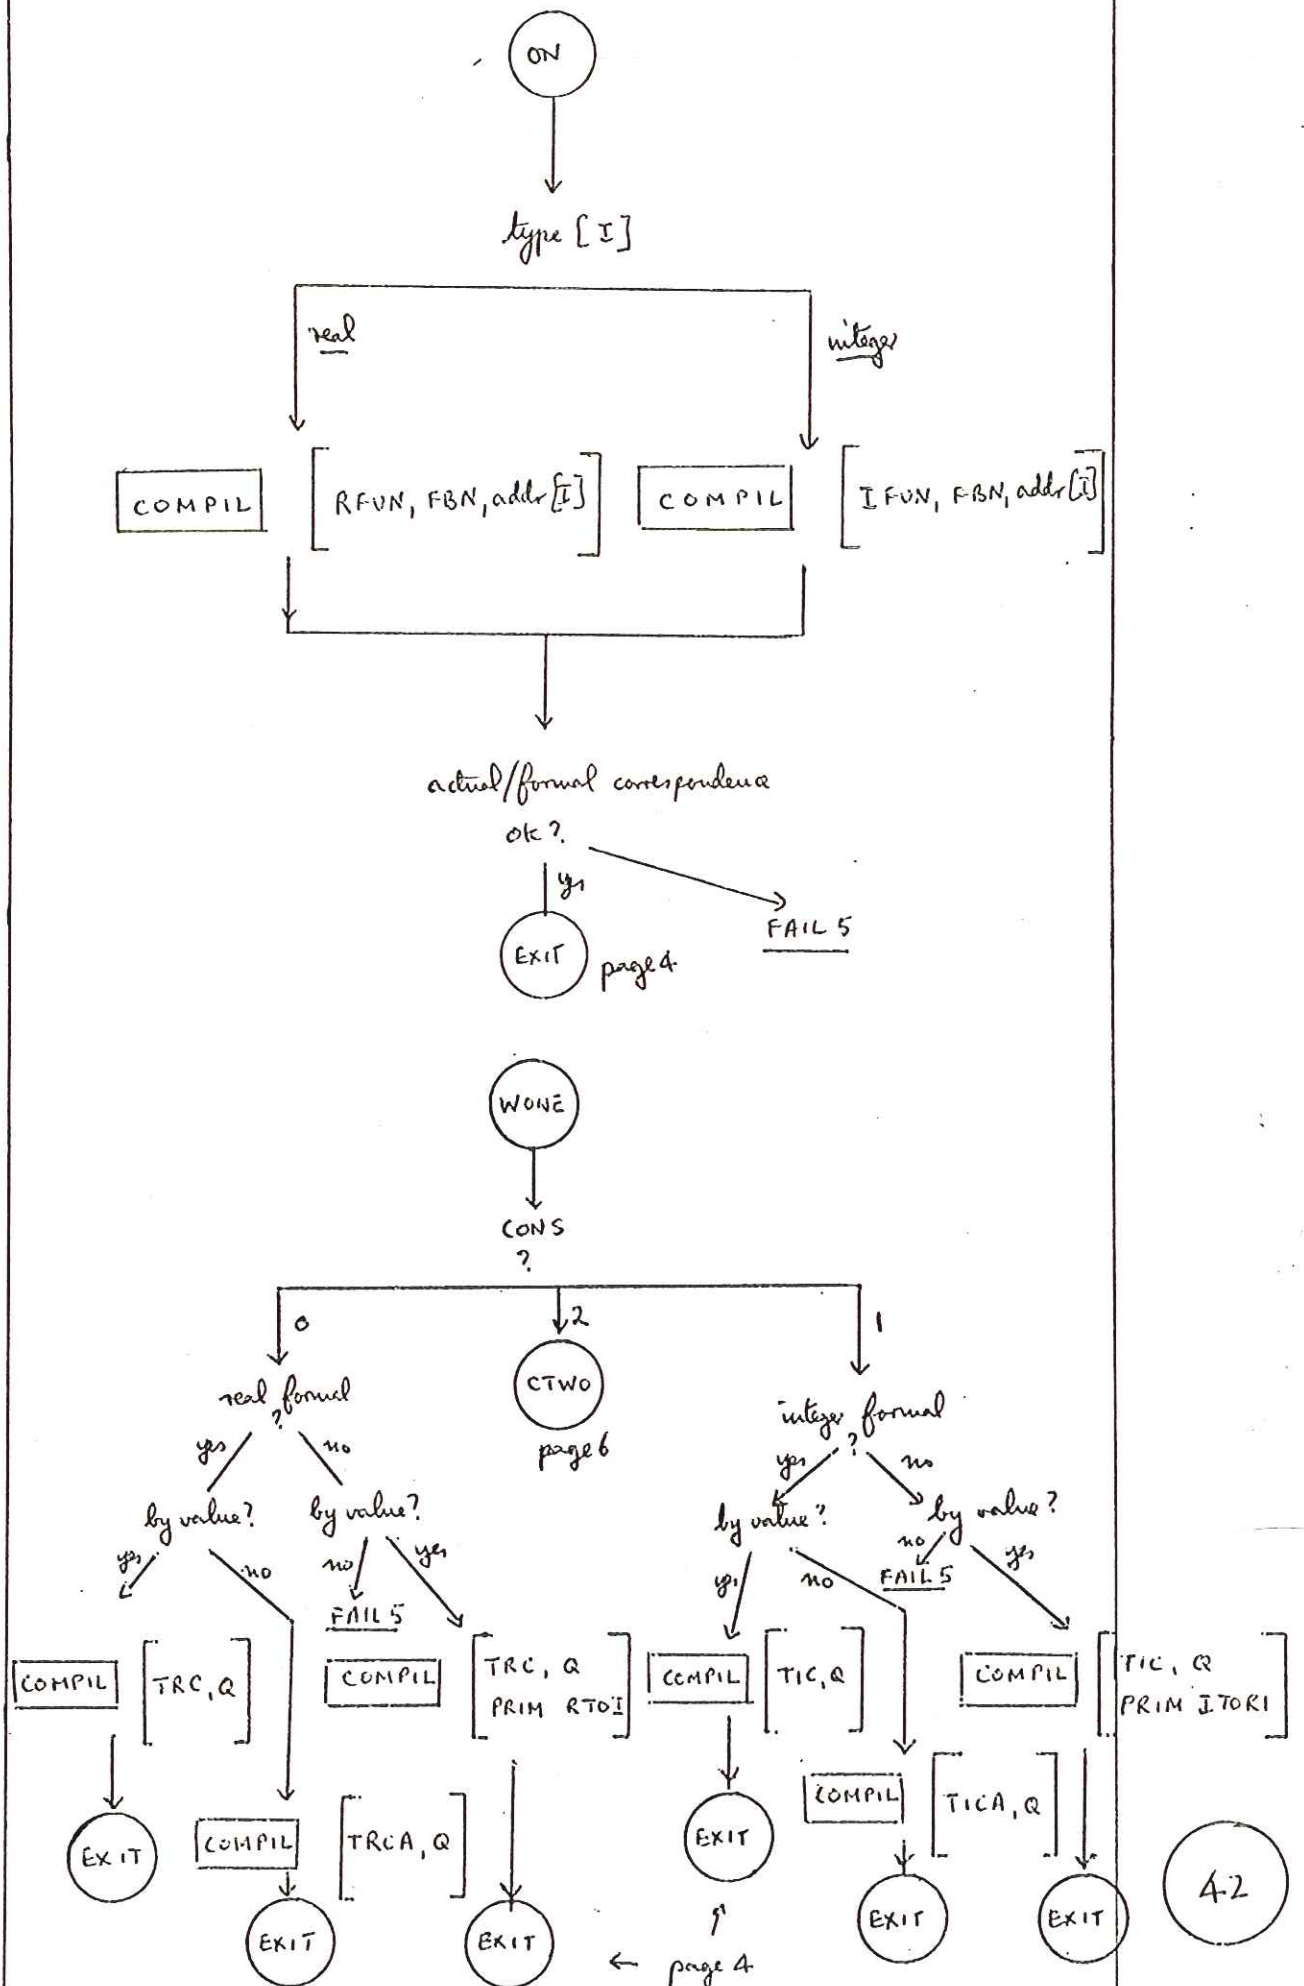 ON
type [I]
real
integer
COMPIL [RFUN, FBN, addr[I]] COMPIL [IFUN, FBN, addr[I]]
actual/formal correspondence
ok?
yes
FAIL 5
EXIT page 4
WONE
CONS
?
0 2 1
CTWO
real formal
?
integer formal
?
page 6
yes no
yes no
by value? by value?
by value? by value?
yes no no yes
yes no no yes
FAIL 5
FAIL 5
COMPIL [TRC, Q] COMPIL [TRC, Q
PRIM RTOI]
COMPIL [TIC, Q] COMPIL [TIC, Q
PRIM ITOR1]
COMPIL [TICA, Q]
COMPIL [TRCA, Q]
EXIT EXIT
42
EXIT EXIT EXIT EXIT
← page 4